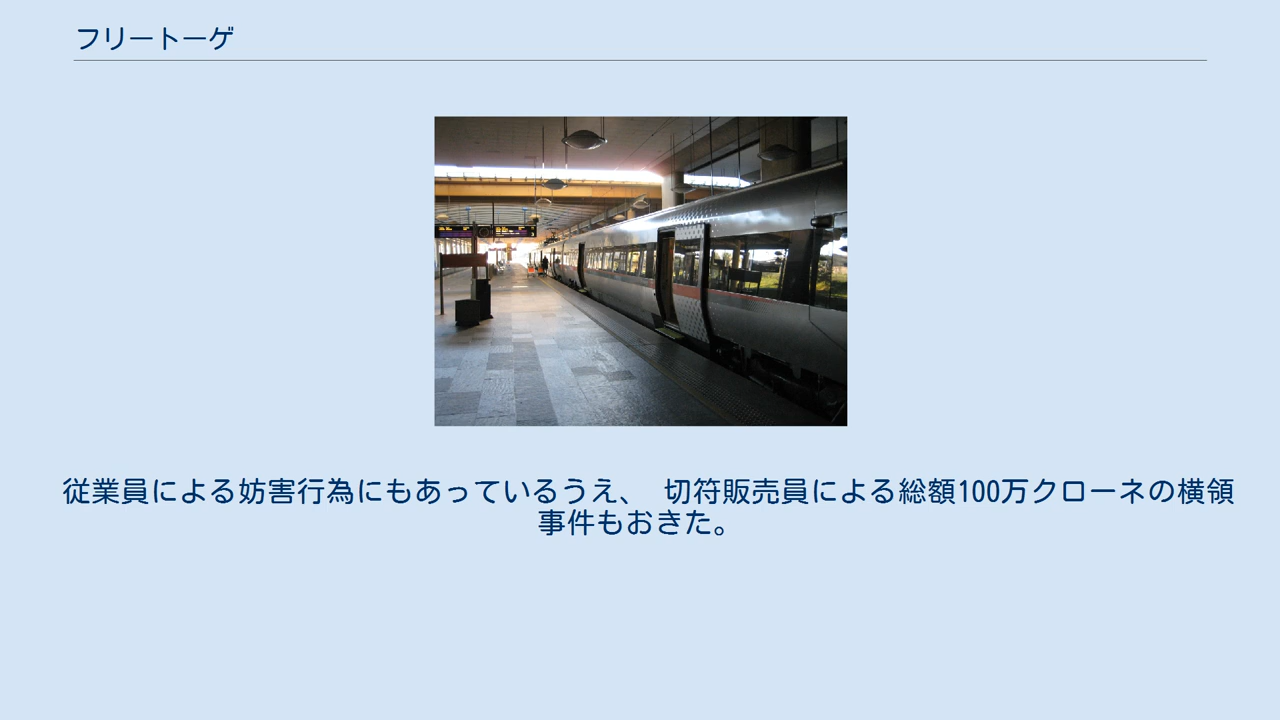 フリートーゲ
従業員による妨害行為にもあっているうえ、 切符販売員による総額100万クローネの横領
事件もおきた。